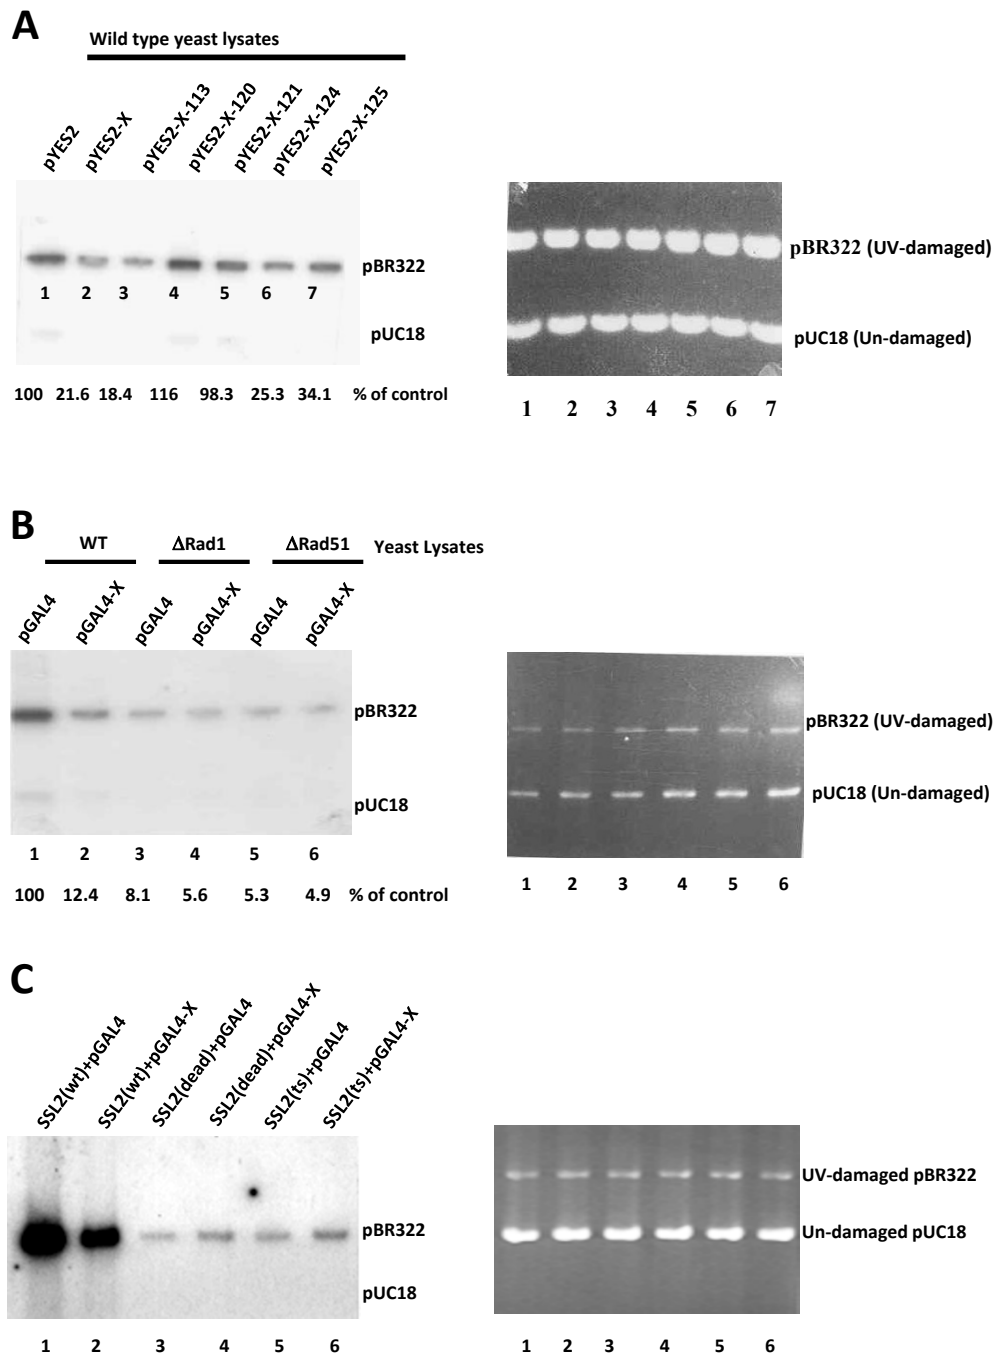 A
Wild type yeast lysates
pYES2 pYES2-X pYES2-X-113 pYES2-X-120 pYES2-X-121 pYES2-X-124 pYES2-X-125
pBR322
1 2 3 4 5 6 7
pUC18
100 21.6 18.4 116 98.3 25.3 34.1 % of control
pBR322 (UV-damaged)
pUC18 (Un-damaged)
1 2 3 4 5 6 7
B
WT ΔRad1 ΔRad51 Yeast Lysates
pGAL4 pGAL4-X pGAL4 pGAL4-X pGAL4 pGAL4-X
pBR322
pUC18
1 2 3 4 5 6
100 12.4 8.1 5.6 5.3 4.9 % of control
pBR322 (UV-damaged)
pUC18 (Un-damaged)
1 2 3 4 5 6
C
SSL2(wt)+pGAL4 SSL2(wt)+pGAL4-X SSL2(dead)+pGAL4 SSL2(dead)+pGAL4-X SSL2(ts)+pGAL4 SSL2(ts)+pGAL4-X
pBR322
pUC18
1 2 3 4 5 6
UV-damaged pBR322
Un-damaged pUC18
1 2 3 4 5 6